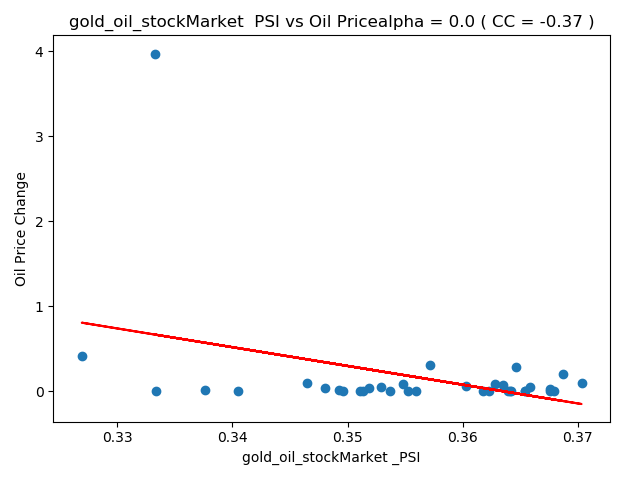 gold_oil_stockMarket  PSI vs Oil Pricealpha = 0.0 ( CC = -0.37 )
4
3
2
1
0
Oil Price Change
0.33 0.34 0.35 0.36 0.37
gold_oil_stockMarket _PSI